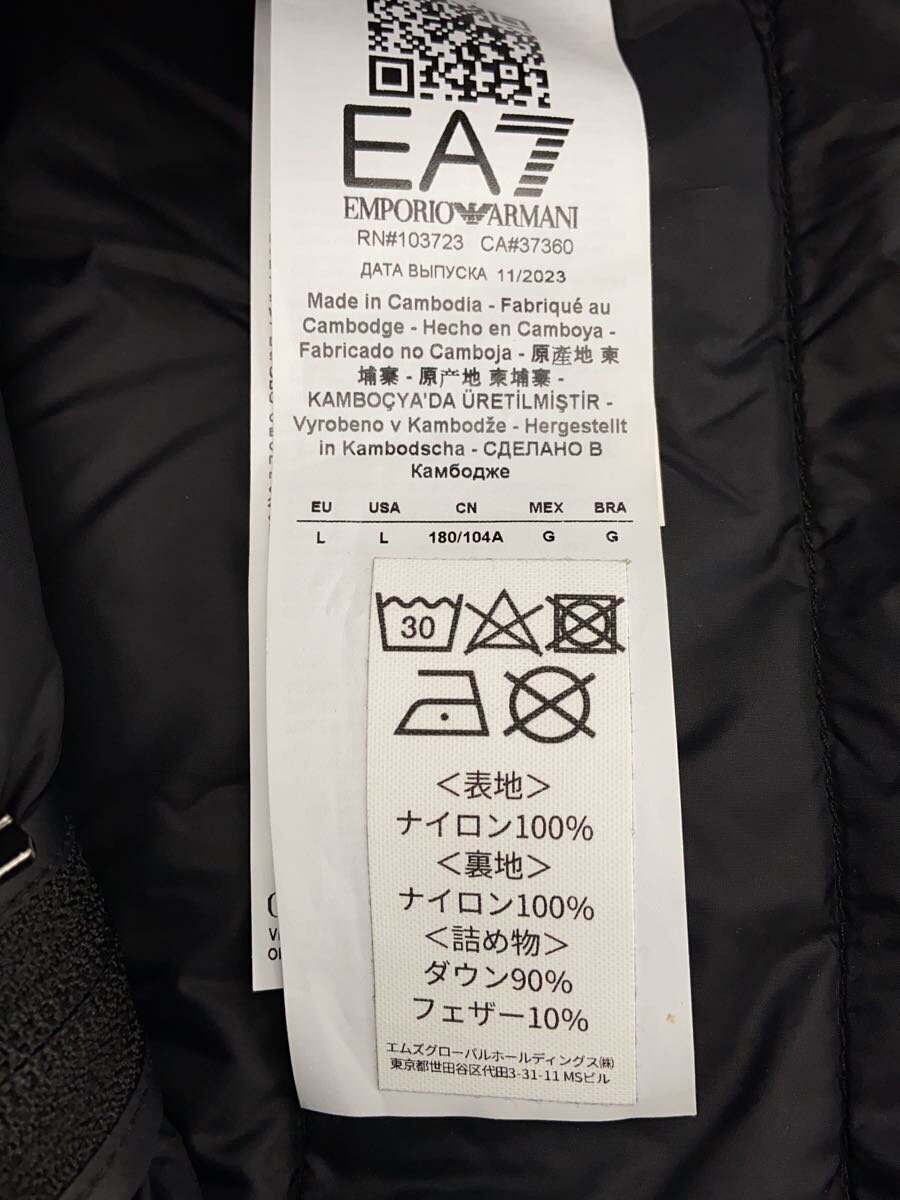 EA7
EMPORIO ARMANI
RN#103723 CA#37360
ДАТА ВЫПУСКА 11/2023
Made in Cambodia - Fabriqué au
Cambodge - Hecho en Camboya -
Fabricado no Camboja - 原產地 柬
埔寨 - 原产地 柬埔寨 -
KAMBOÇYA'DA ÜRETİLMİŞTİR -
Vyrobeno v Kambodže - Hergestellt
in Kambodscha - СДЕЛАНО В
Камбодже
EU USA CN MEX BRA
L L 180/104A G G
30
＜表地＞
ナイロン100%
＜裏地＞
ナイロン100%
＜詰め物＞
ダウン90%
フェザー10%
エムズグローバルホールディングス㈱
東京都世田谷区代田3-31-11 MSビル